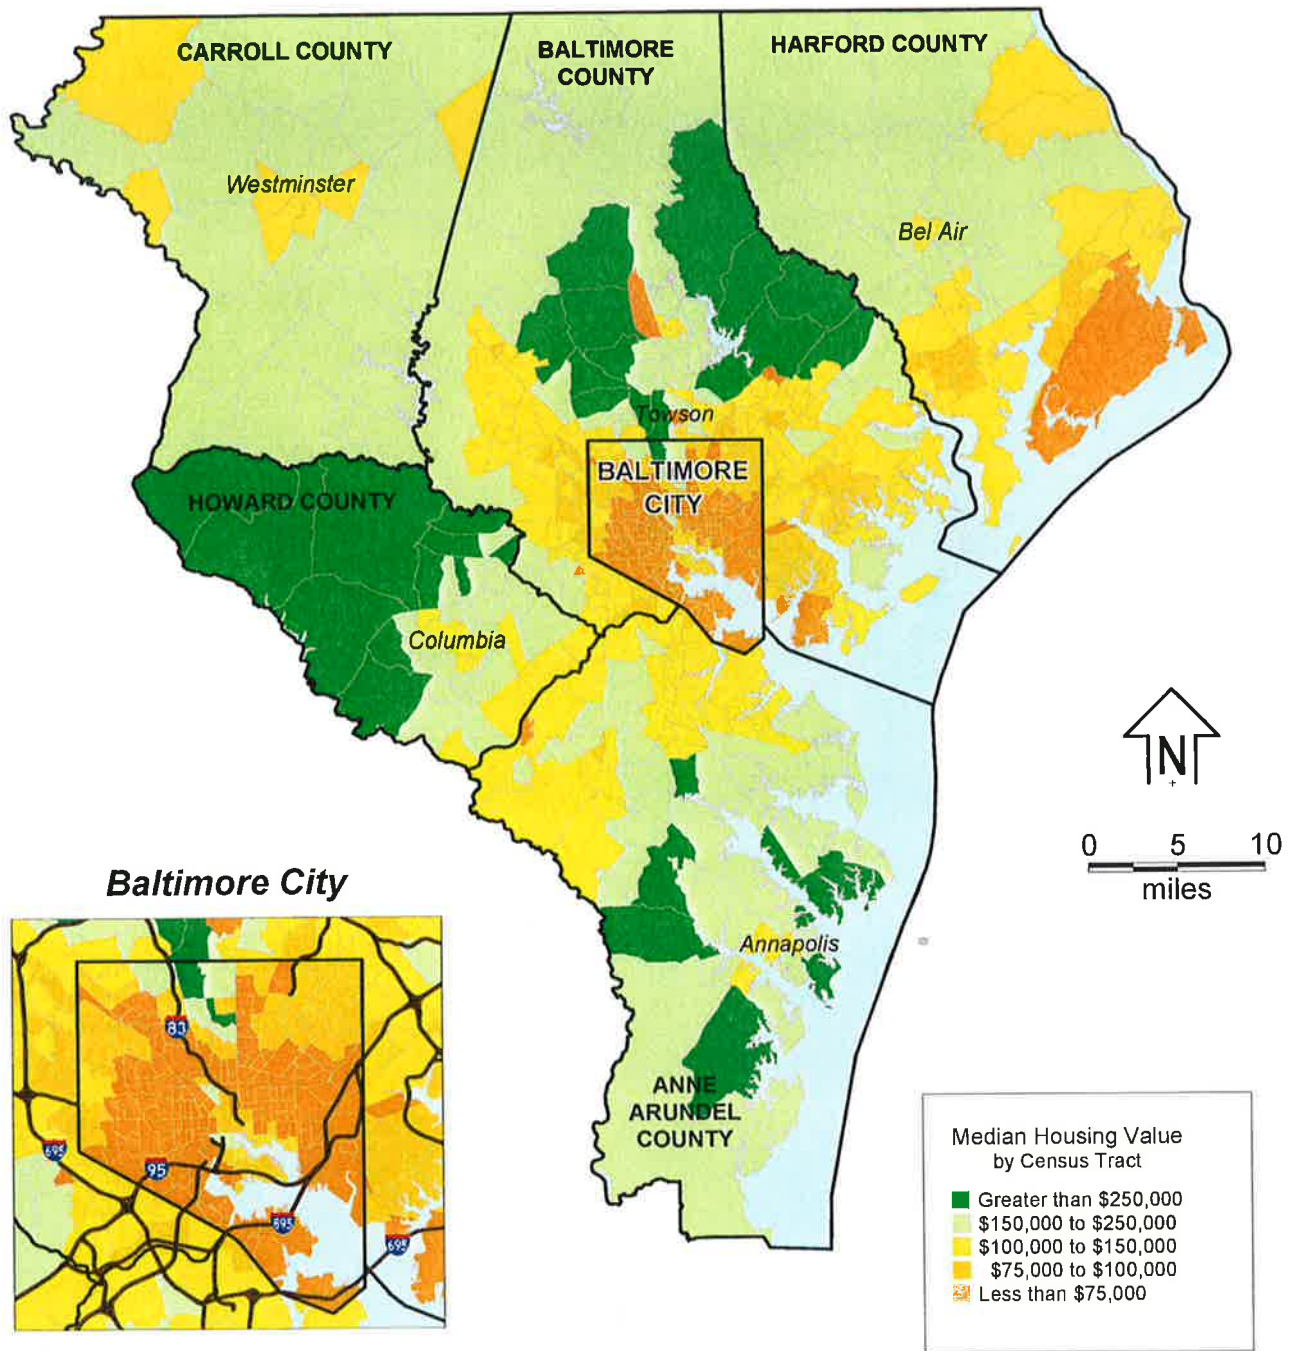 CARROLL COUNTY
BALTIMORE
COUNTY
HARFORD COUNTY
Westminster
Bel Air
Towson
BALTIMORE
CITY
HOWARD COUNTY
Columbia
N
0 5 10
miles
Baltimore City
Annapolis
83
695
95
695
695
ANNE
ARUNDEL
COUNTY
Median Housing Value
by Census Tract
Greater than $250,000
$150,000 to $250,000
$100,000 to $150,000
$75,000 to $100,000
Less than $75,000